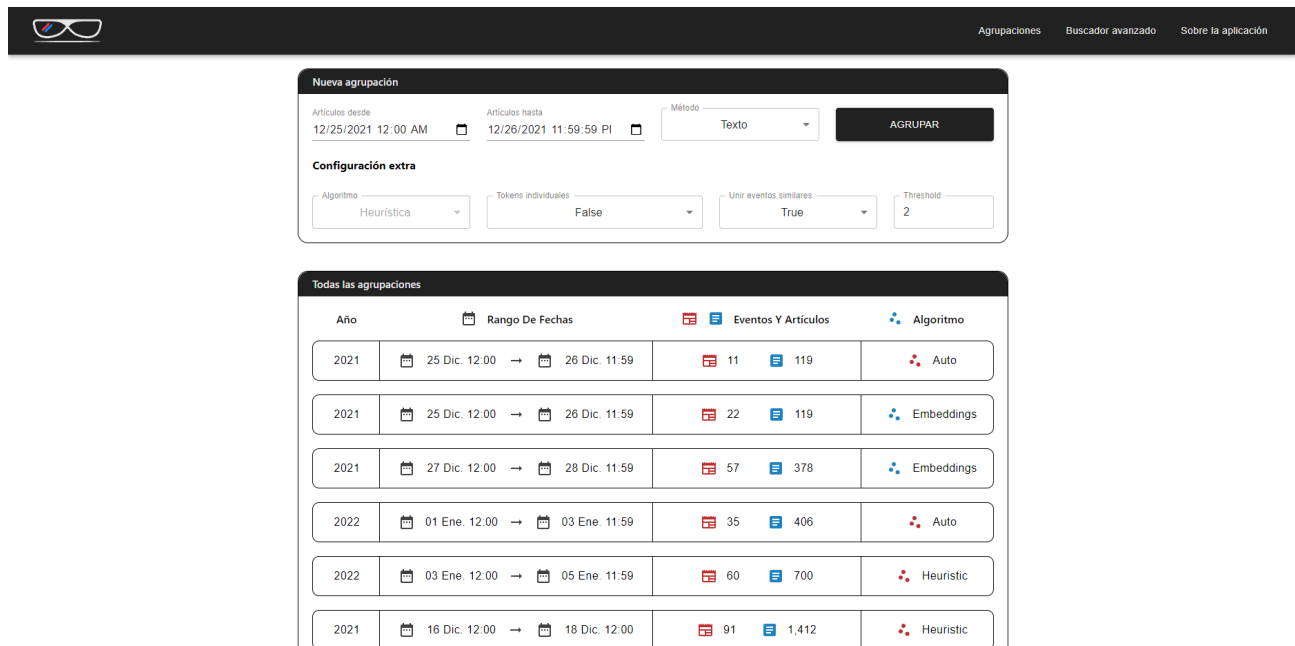 Agrupaciones Buscador avanzado Sobre la aplicación
Nueva agrupación
Artículos desde Artículos hasta Método
12/25/2021 12:00 AM 12/26/2021 11:59:59 PI Texto AGRUPAR
Configuración extra
Algoritmo Tokens individuales Unir eventos similares Threshold
Heurística False True 2
Todas las agrupaciones
Año Rango De Fechas Eventos Y Artículos Algoritmo
2021 25 Dic. 12:00 → 26 Dic. 11:59 11 119 Auto
2021 25 Dic. 12:00 → 26 Dic. 11:59 22 119 Embeddings
2021 27 Dic. 12:00 → 28 Dic. 11:59 57 378 Embeddings
2022 01 Ene. 12:00 → 03 Ene. 11:59 35 406 Auto
2022 03 Ene. 12:00 → 05 Ene. 11:59 60 700 Heuristic
2021 16 Dic. 12:00 → 18 Dic. 12:00 91 1,412 Heuristic